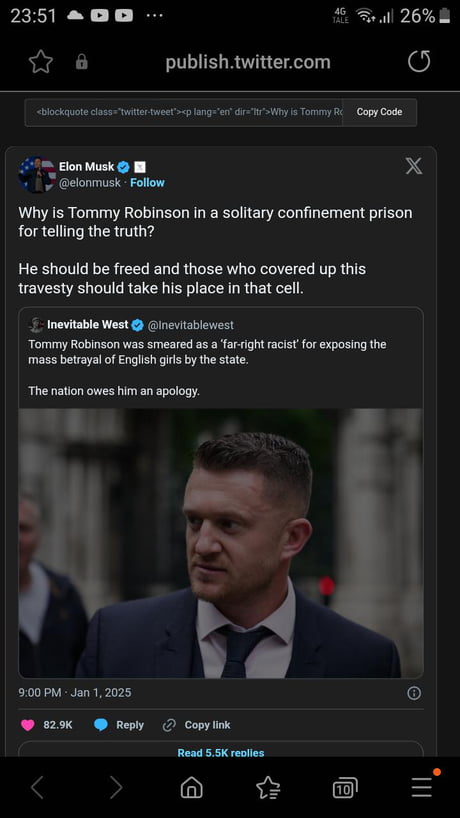 23:51 ... 4G TALE 26%
publish.twitter.com
<blockquote class="twitter-tweet"><p lang="en" dir="ltr">Why is Tommy Ro Copy Code
Elon Musk
@elonmusk · Follow
Why is Tommy Robinson in a solitary confinement prison
for telling the truth?
He should be freed and those who covered up this
travesty should take his place in that cell.
Inevitable West @Inevitablewest
Tommy Robinson was smeared as a ‘far-right racist’ for exposing the
mass betrayal of English girls by the state.
The nation owes him an apology.
9:00 PM · Jan 1, 2025
82.9K Reply Copy link
Read 5.5K replies
10